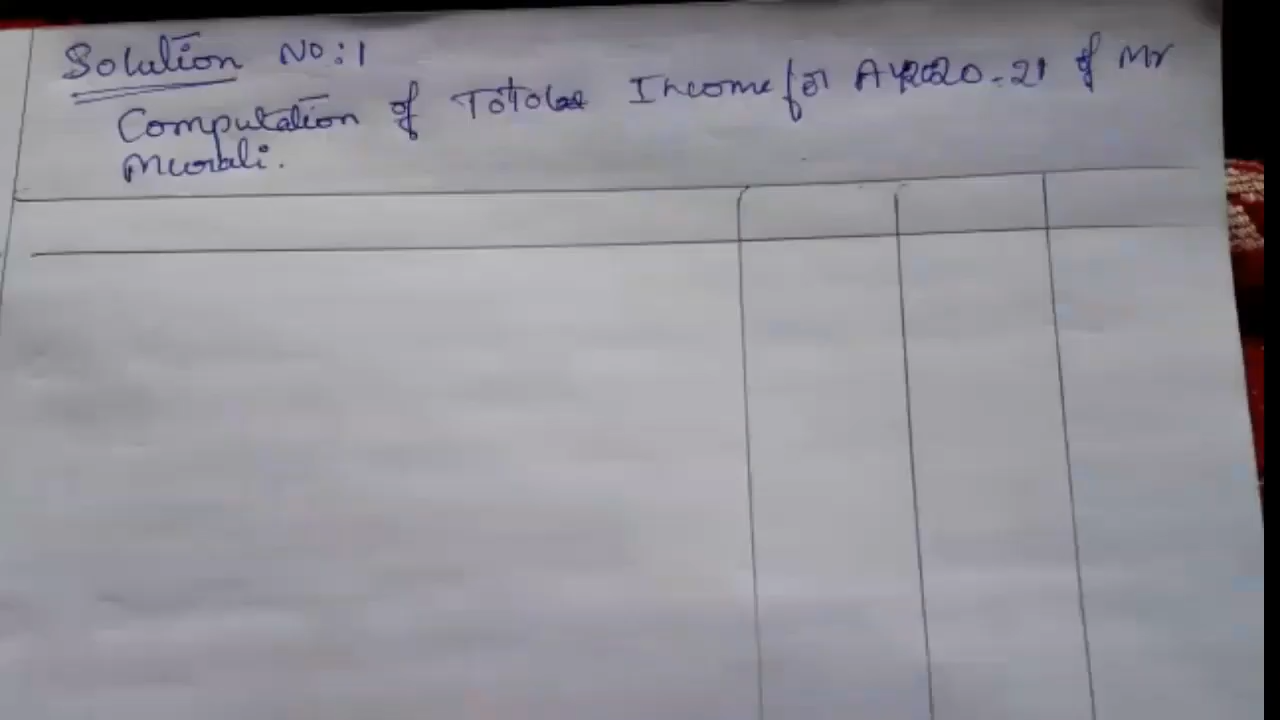 Solution No:1
Computation of Total Income for AY2020-21 of Mr
Murali.